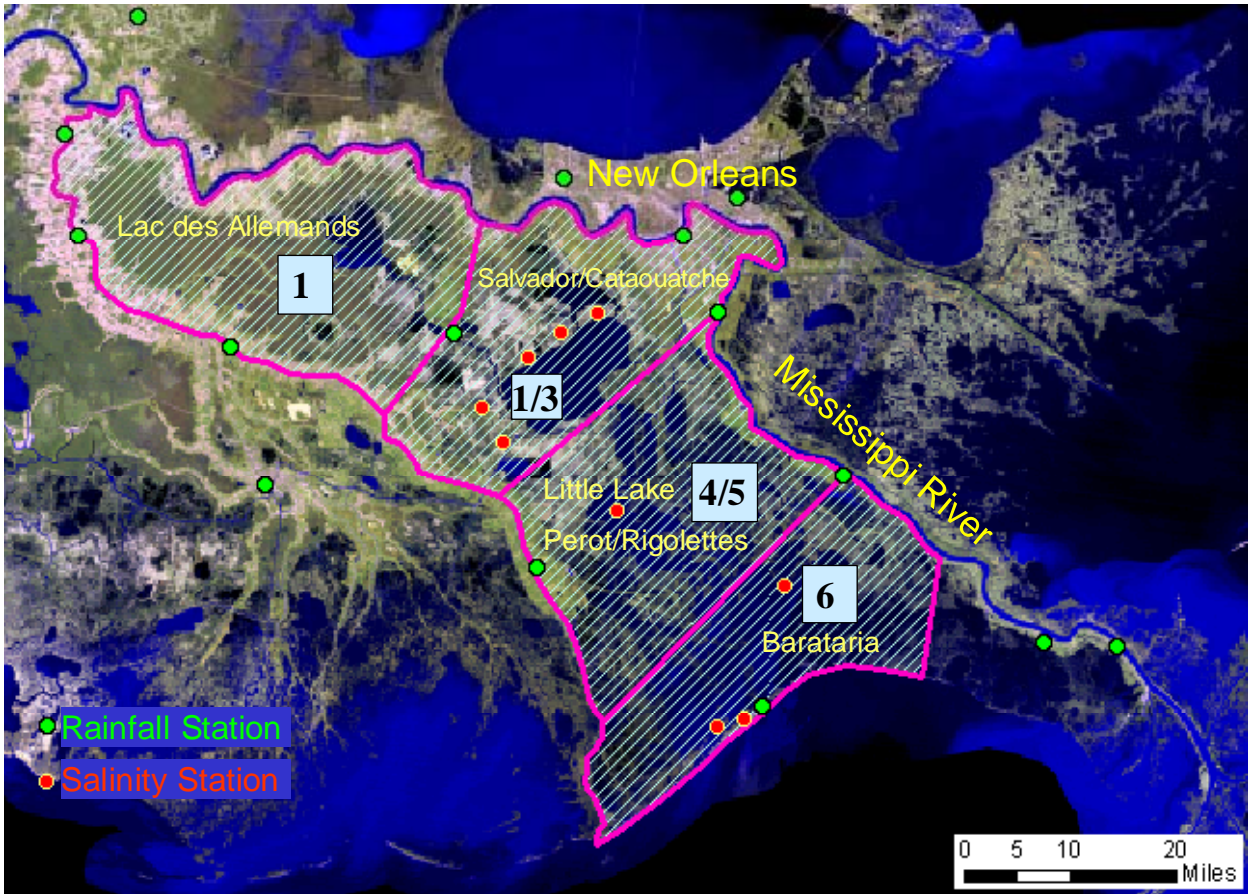 New Orleans
Lac des Allemands
1
Salvador/Cataouatche
1/3
Mississippi River
Little Lake
4/5
Perot/Rigolettes
6
Barataria
Rainfall Station
Salinity Station
0 5 10 20
Miles